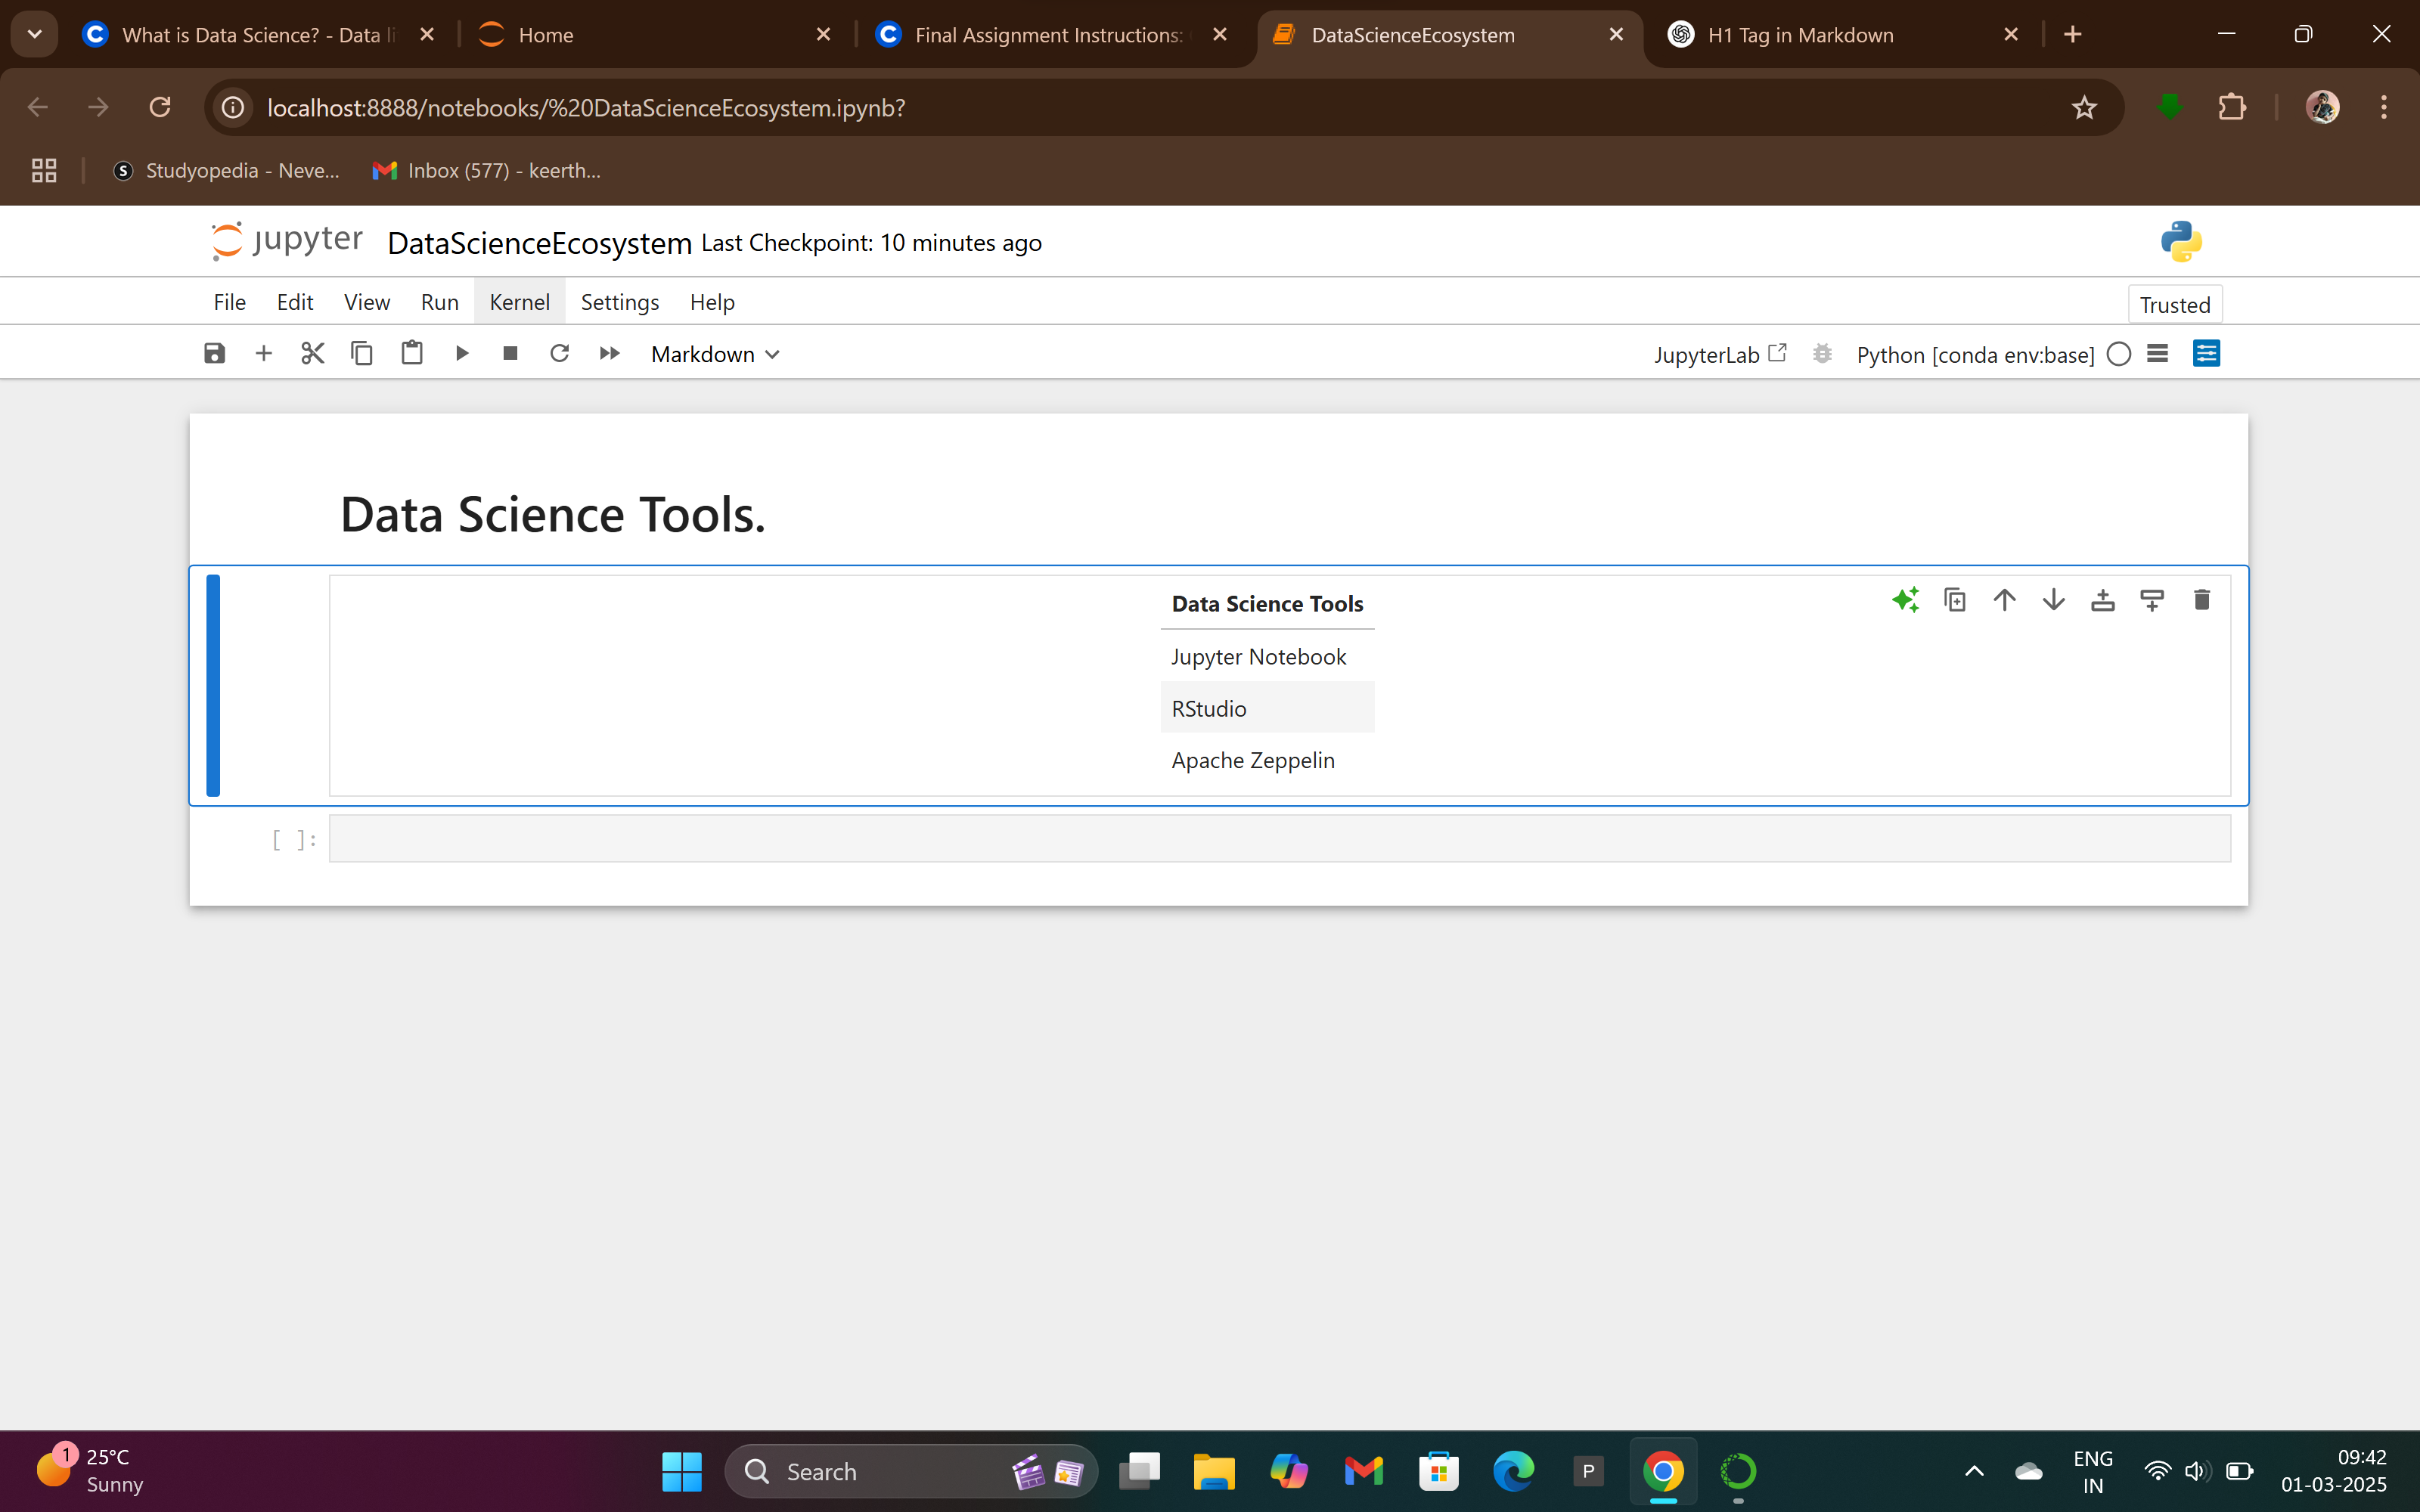 What is Data Science? - Data li
Home
Final Assignment Instructions:
DataScienceEcosystem
H1 Tag in Markdown
localhost:8888/notebooks/%20DataScienceEcosystem.ipynb?
Studyopedia - Neve...
Inbox (577) - keerth...
jupyter DataScienceEcosystem Last Checkpoint: 10 minutes ago
File Edit View Run Kernel Settings Help
Trusted
Markdown
JupyterLab
Python [conda env:base]
Data Science Tools.
Data Science Tools
Jupyter Notebook
RStudio
Apache Zeppelin
[ ]:
1
25°C
Sunny
Search
P
ENG
IN
09:42
01-03-2025